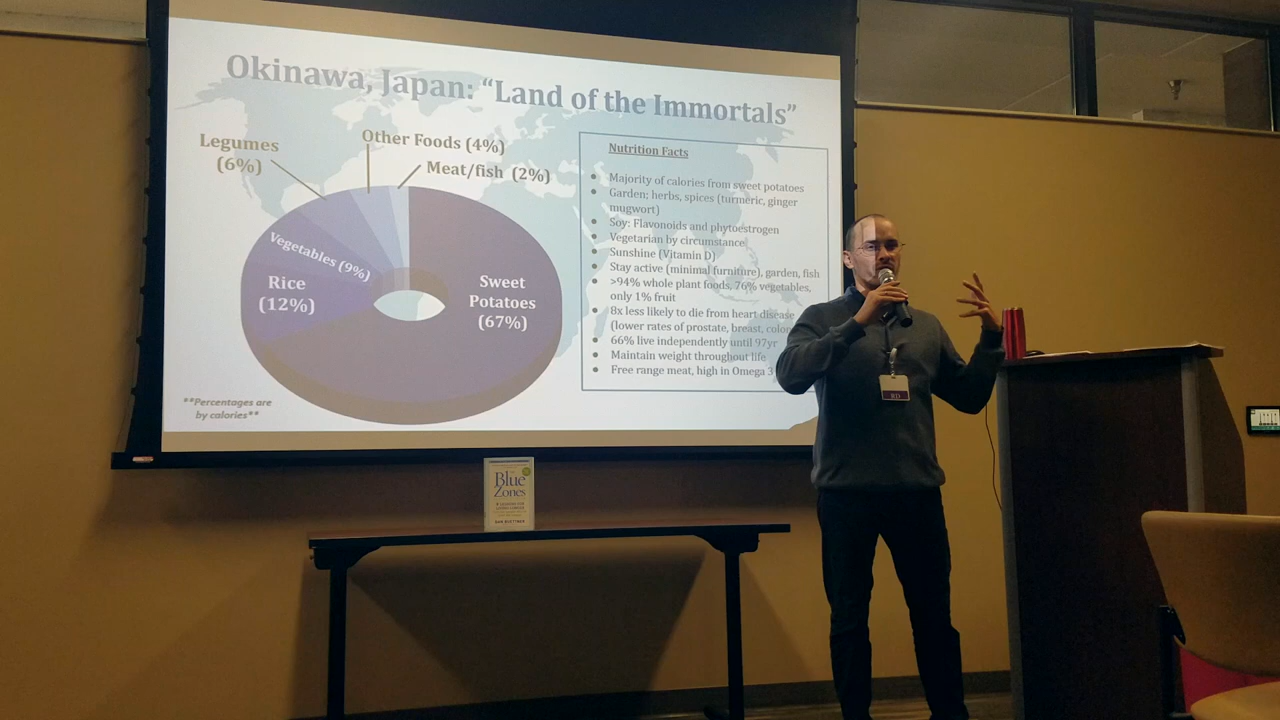 Okinawa, Japan: “Land of the Immortals”
Legumes
(6%)
Other Foods (4%)
Meat/fish (2%)
Vegetables (9%)
Rice
(12%)
Sweet
Potatoes
(67%)
**Percentages are
by calories**
Nutrition Facts
Majority of calories from sweet potatoes
Garden; herbs, spices (turmeric, ginger
mugwort)
Soy: Flavonoids and phytoestrogen
Vegetarian by circumstance
Sunshine (Vitamin D)
Stay active (minimal furniture), garden, fish
>94% whole plant foods, 76% vegetables,
only 1% fruit
8x less likely to die from heart disease
(lower rates of prostate, breast, colon
66% live independently until 97yr
Maintain weight throughout life
Free range meat, high in Omega 3
Blue
Zones
DAN BUETTNER
RD